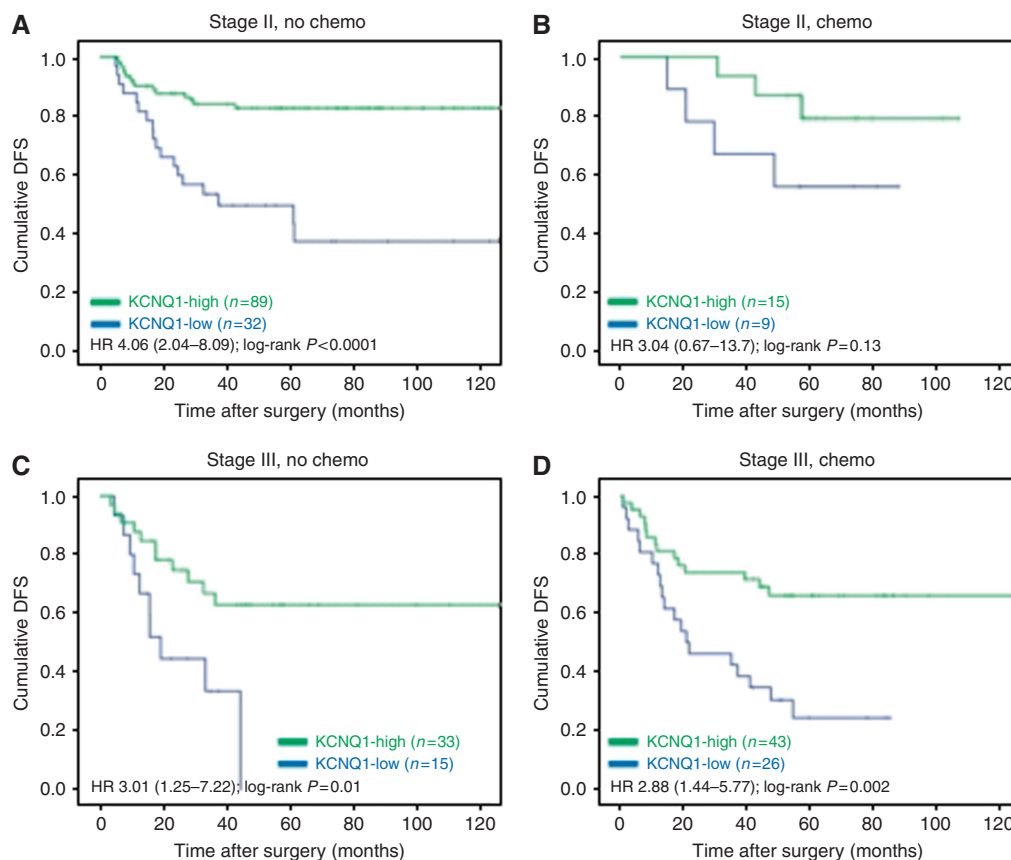 A
Stage II, no chemo
Cumulative DFS
1.0
0.8
0.6
0.4
0.2
0.0
KCNQ1-high (n=89)
KCNQ1-low (n=32)
HR 4.06 (2.04–8.09); log-rank P<0.0001
0 20 40 60 80 100 120
Time after surgery (months)
B
Stage II, chemo
Cumulative DFS
1.0
0.8
0.6
0.4
0.2
0.0
KCNQ1-high (n=15)
KCNQ1-low (n=9)
HR 3.04 (0.67–13.7); log-rank P=0.13
0 20 40 60 80 100 120
Time after surgery (months)
C
Stage III, no chemo
Cumulative DFS
1.0
0.8
0.6
0.4
0.2
0.0
KCNQ1-high (n=33)
KCNQ1-low (n=15)
HR 3.01 (1.25–7.22); log-rank P=0.01
0 20 40 60 80 100 120
Time after surgery (months)
D
Stage III, chemo
Cumulative DFS
1.0
0.8
0.6
0.4
0.2
0.0
KCNQ1-high (n=43)
KCNQ1-low (n=26)
HR 2.88 (1.44–5.77); log-rank P=0.002
0 20 40 60 80 100 120
Time after surgery (months)